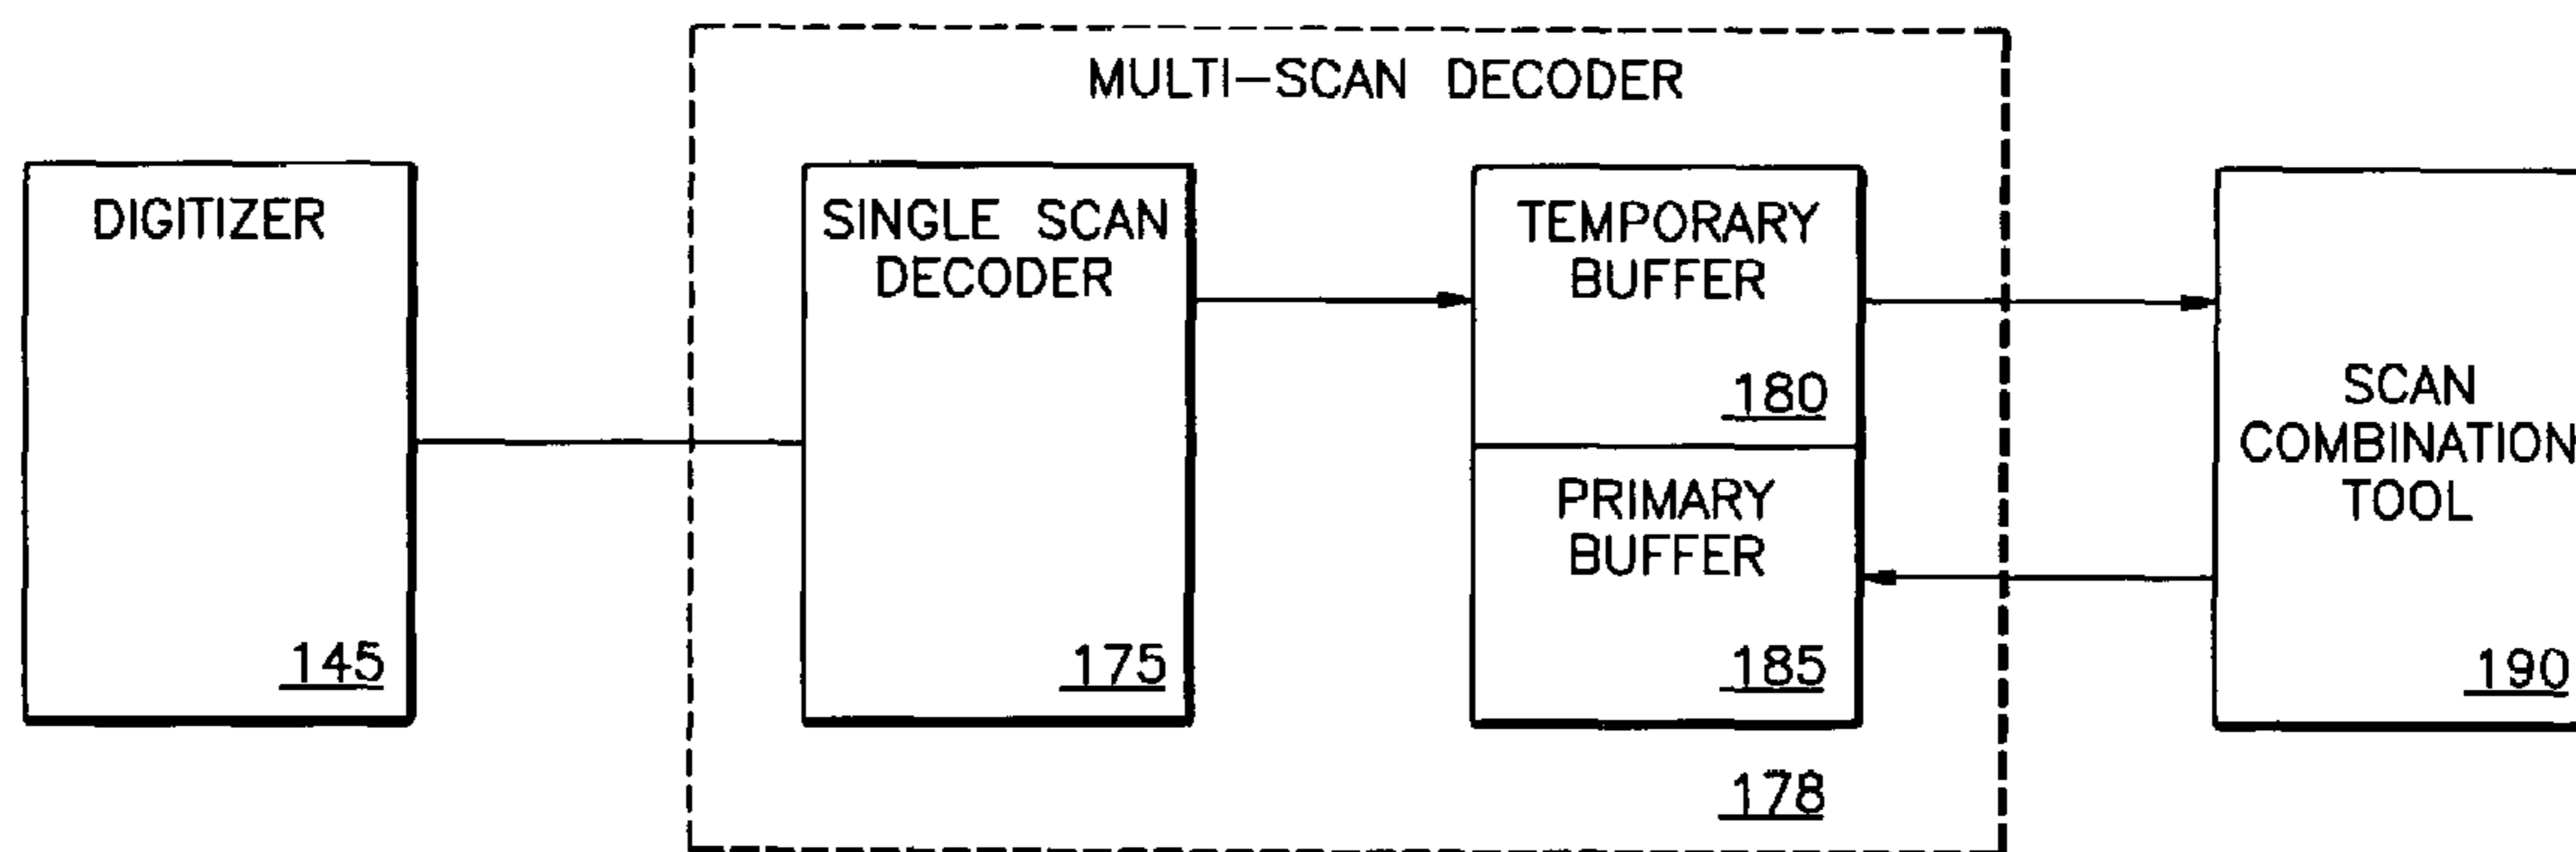 MULTI-SCAN DECODER
DIGITIZER
145
SINGLE SCAN
DECODER
175
TEMPORARY
BUFFER
180
PRIMARY
BUFFER
185
178
SCAN
COMBINATION
TOOL
190